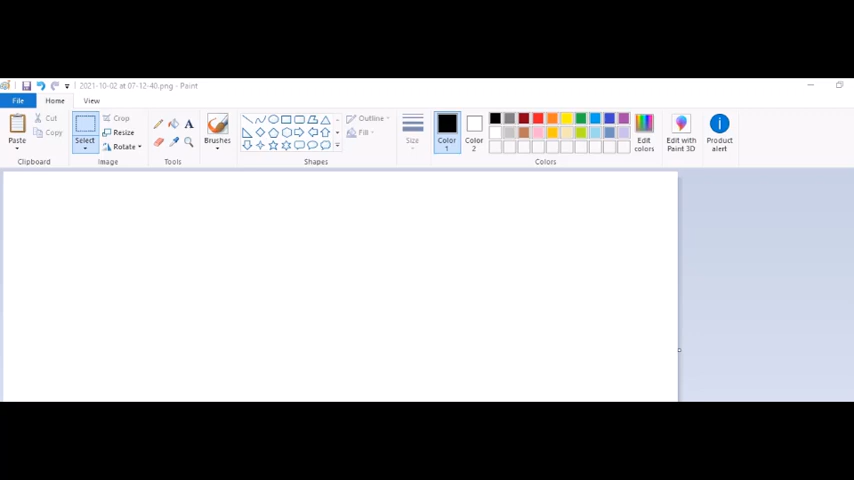 2021-10-02 at 07-12-40.png - Paint
File Home View
Paste
Cut
Copy
Clipboard
Select
Crop
Resize
Rotate
Image
A
Tools
Brushes
Outline
Fill
Shapes
Size
Color 1
Color 2
Edit colors
Colors
Edit with Paint 3D
Product alert